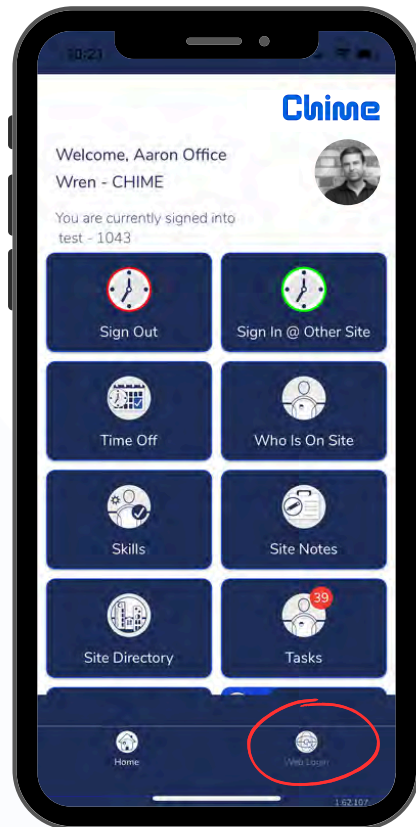 10:21
Chime
Welcome, Aaron Office
Wren - CHIME
You are currently signed into
test - 1043
Sign Out
Sign In @ Other Site
Time Off
Who Is On Site
Skills
Site Notes
39
Site Directory
Tasks
Home
Web Login
1.62.107